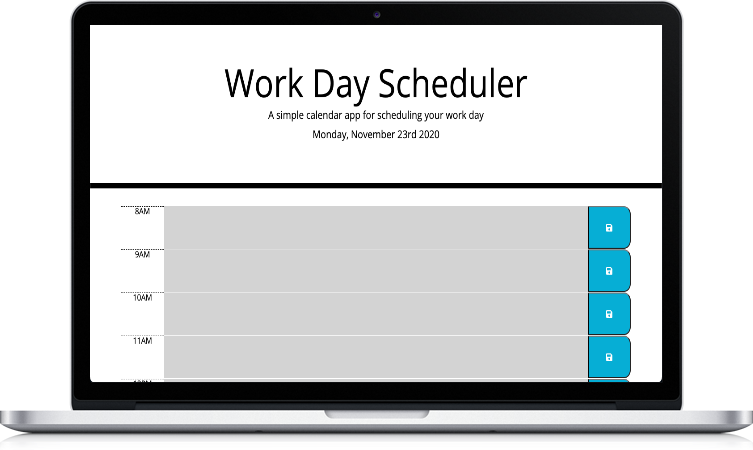 Work Day Scheduler
A simple calendar app for scheduling your work day
Monday, November 23rd 2020
8AM
9AM
10AM
11AM